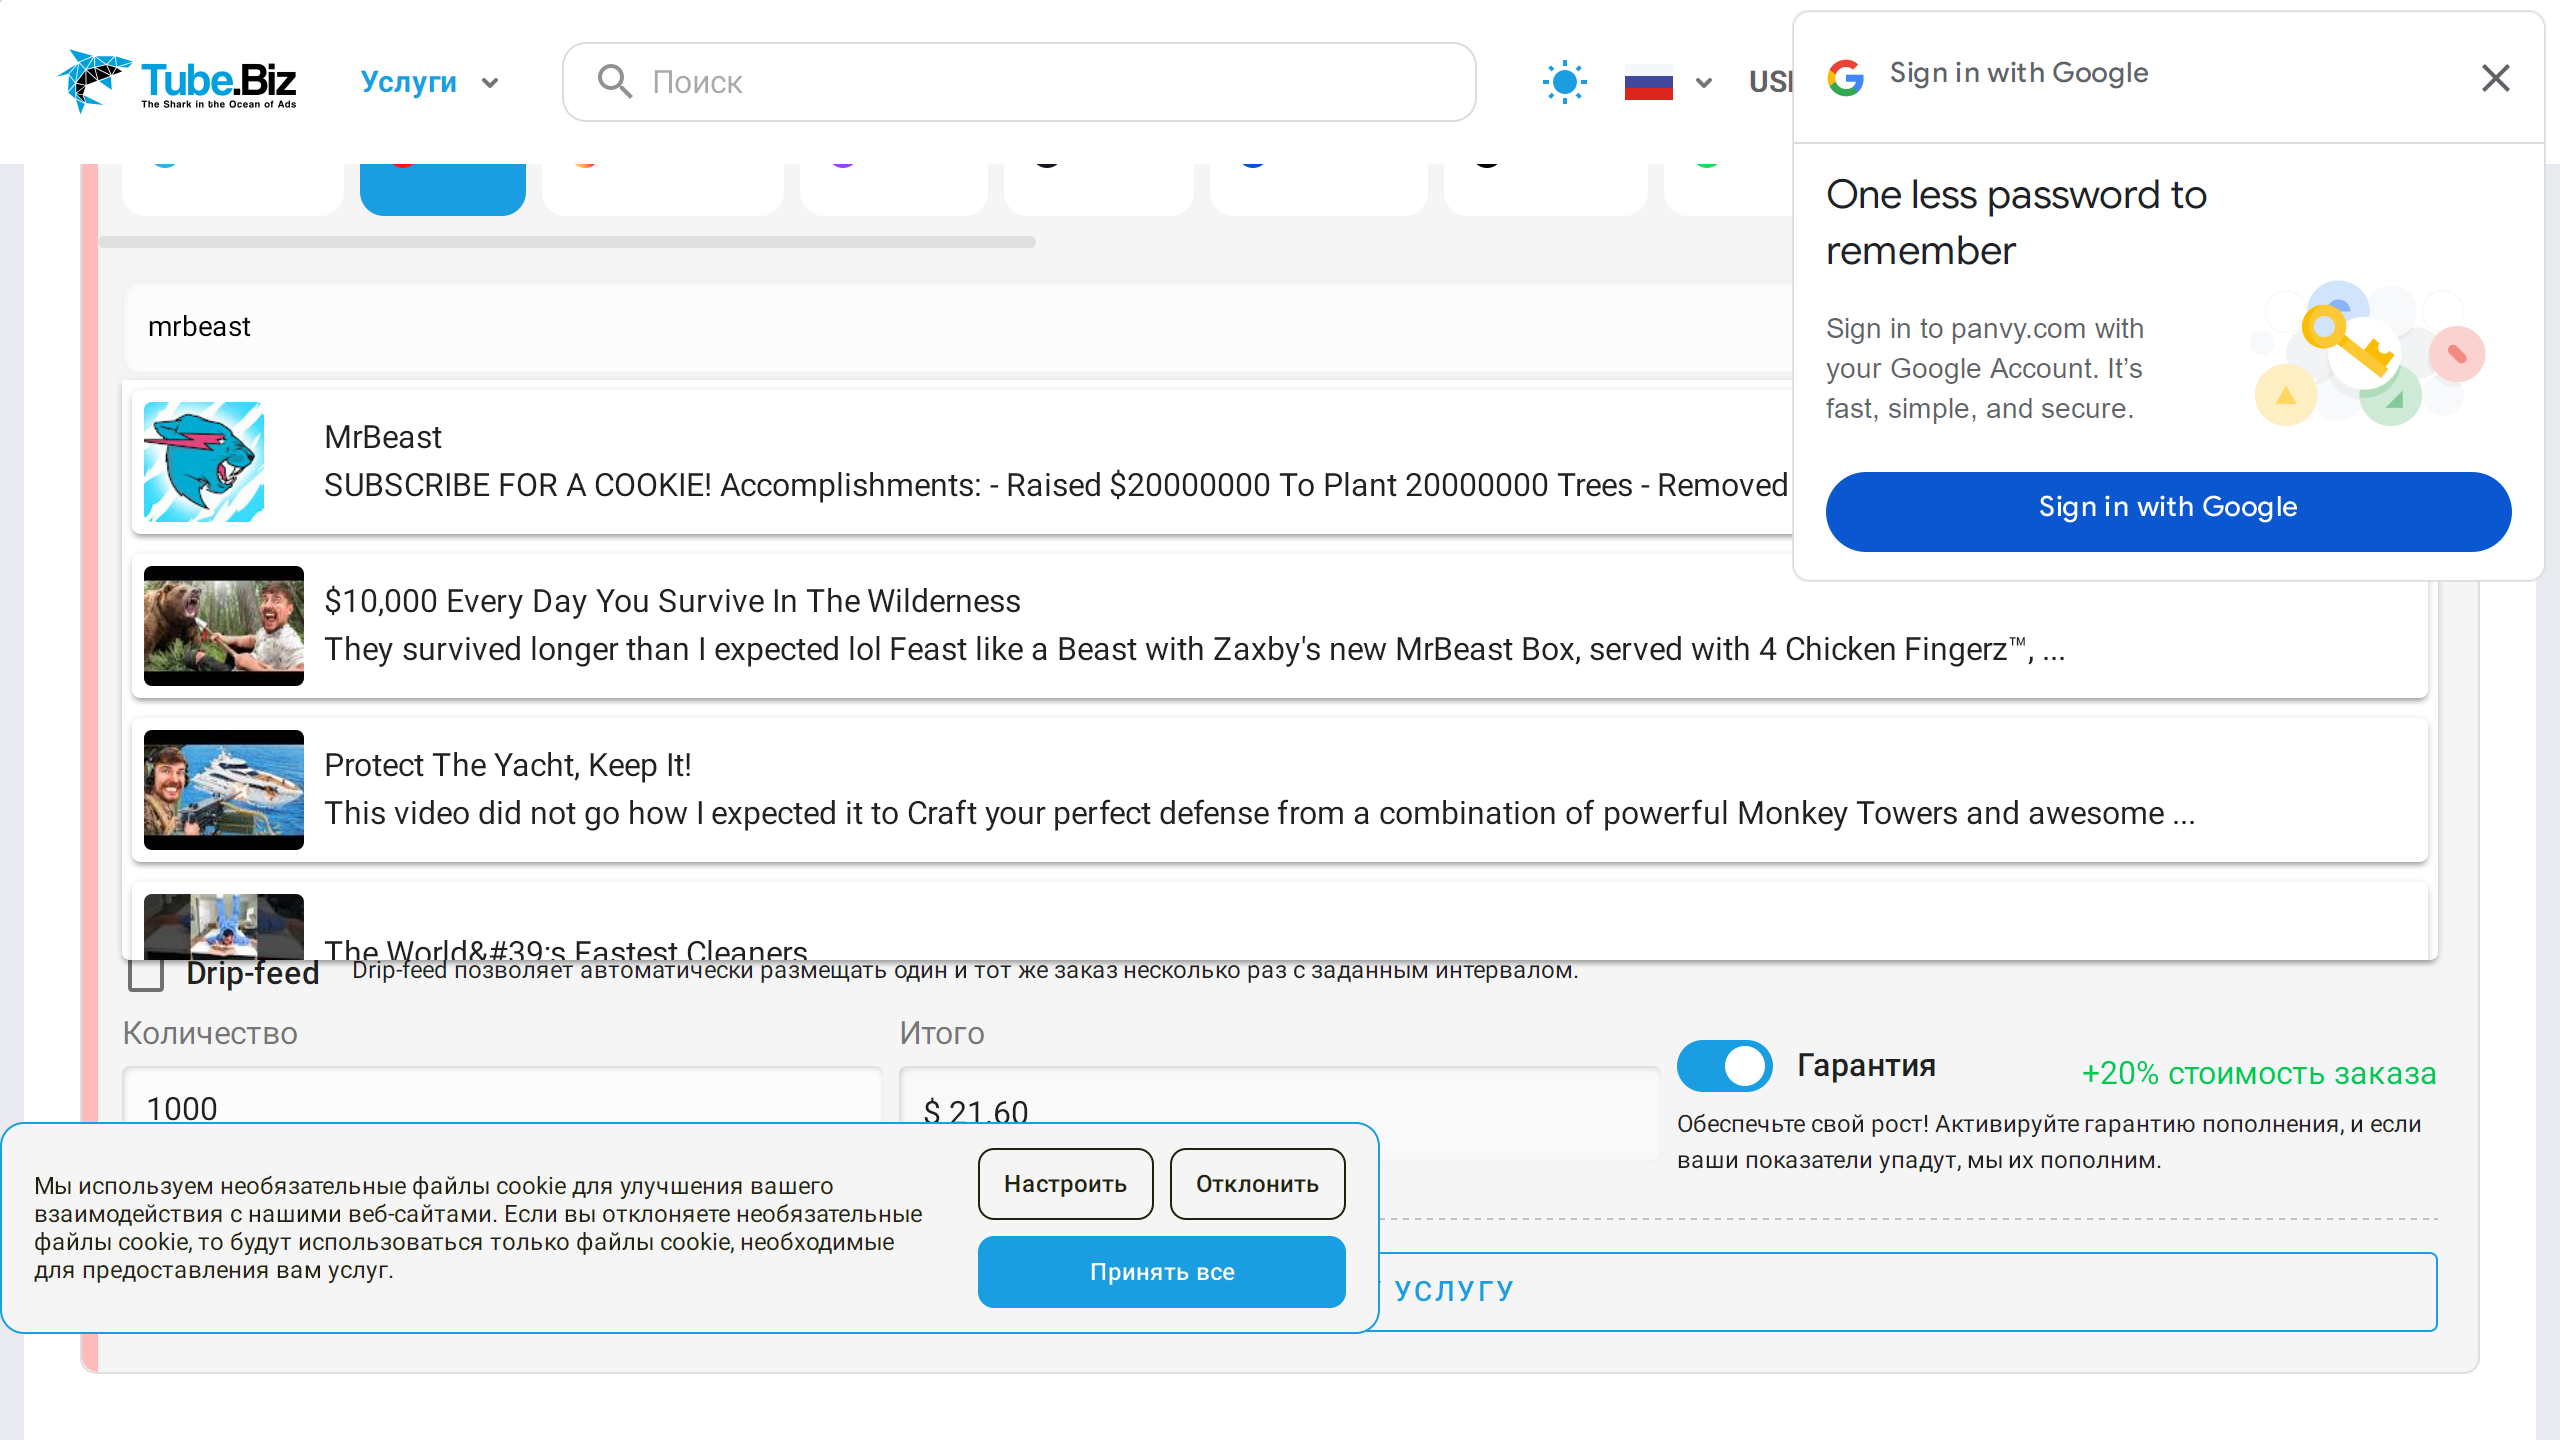 Tube.Biz
The Shark in the Ocean of Ads
Услуги
Поиск
Sign in with Google
One less password to
remember
Sign in to panvy.com with
your Google Account. It’s
fast, simple, and secure.
Sign in with Google
mrbeast
MrBeast
SUBSCRIBE FOR A COOKIE! Accomplishments: - Raised $20000000 To Plant 20000000 Trees - Removed
$10,000 Every Day You Survive In The Wilderness
They survived longer than I expected lol Feast like a Beast with Zaxby's new MrBeast Box, served with 4 Chicken Fingerz™, ...
Protect The Yacht, Keep It!
This video did not go how I expected it to Craft your perfect defense from a combination of powerful Monkey Towers and awesome ...
The World&#39;s Fastest Cleaners
Drip-feed
Drip-feed позволяет автоматически размещать один и тот же заказ несколько раз с заданным интервалом.
Количество
1000
Итого
$ 21.60
Гарантия
+20% стоимость заказа
Обеспечьте свой рост! Активируйте гарантию пополнения, и если
ваши показатели упадут, мы их пополним.
Мы используем необязательные файлы cookie для улучшения вашего
взаимодействия с нашими веб-сайтами. Если вы отклоняете необязательные
файлы cookie, то будут использоваться только файлы cookie, необходимые
для предоставления вам услуг.
Настроить
Отклонить
Принять все
УСЛУГУ